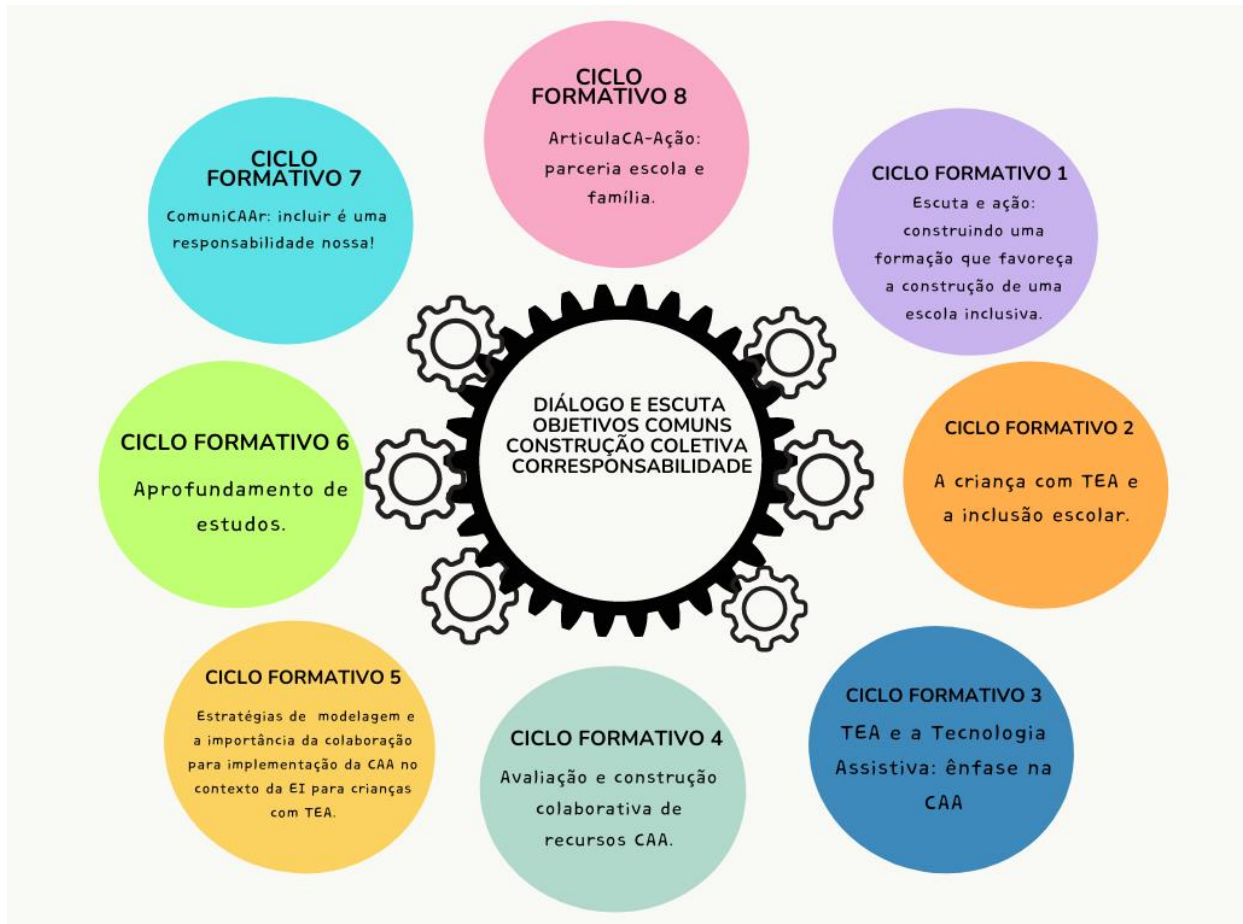 CICLO
FORMATIVO 8
ArticulaCA-Ação:
parceria escola e
família.
CICLO FORMATIVO 1
Escuta e ação:
construindo uma
formação que favoreça
a construção de uma
escola inclusiva.
CICLO FORMATIVO 2
A criança com TEA e
a inclusão escolar.
CICLO FORMATIVO 3
TEA e a Tecnologia
Assistiva: ênfase na
CAA
CICLO FORMATIVO 4
Avaliação e construção
colaborativa de
recursos CAA.
CICLO FORMATIVO 5
Estratégias de modelagem e
a importância da colaboração
para implementação da CAA no
contexto da EI para crianças
com TEA.
CICLO FORMATIVO 6
Aprofundamento de
estudos.
CICLO
FORMATIVO 7
ComuniCAAr: incluir é uma
responsabilidade nossa!
DIÁLOGO E ESCUTA
OBJETIVOS COMUNS
CONSTRUÇÃO COLETIVA
CORRESPONSABILIDADE